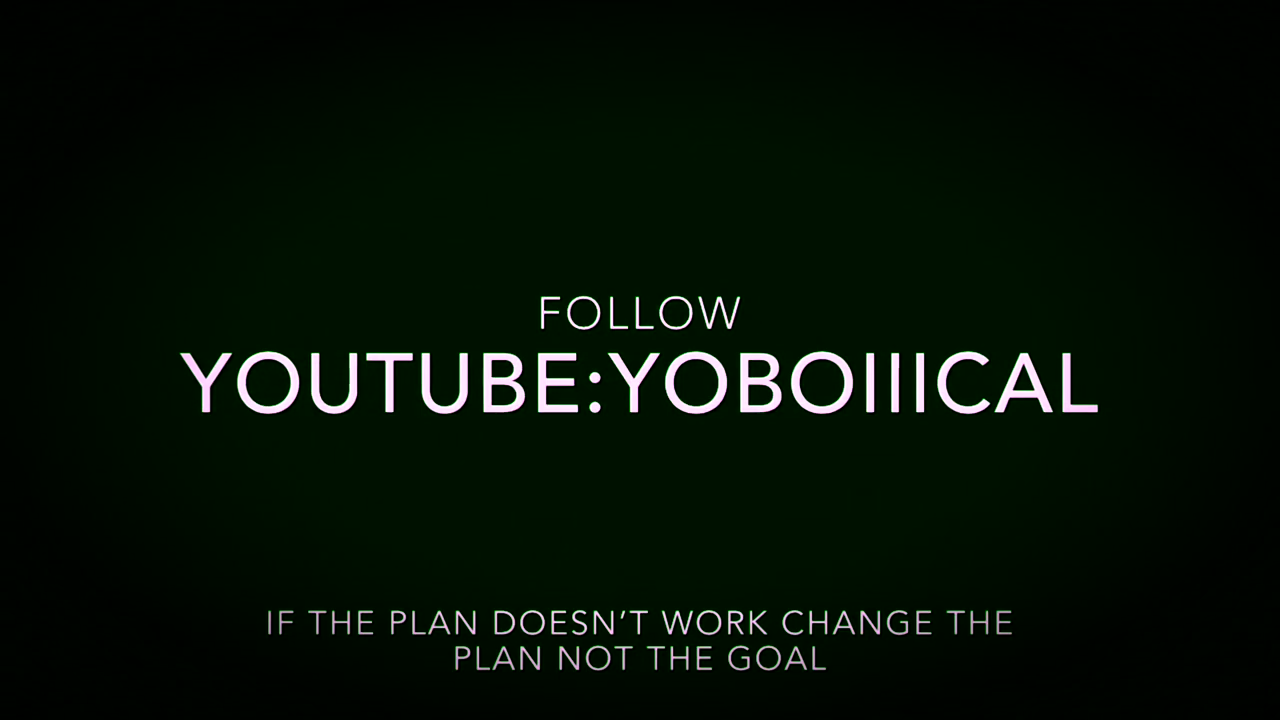 FOLLOW
YOUTUBE:YOBOIIICAL
IF THE PLAN DOESN’T WORK CHANGE THE
PLAN NOT THE GOAL